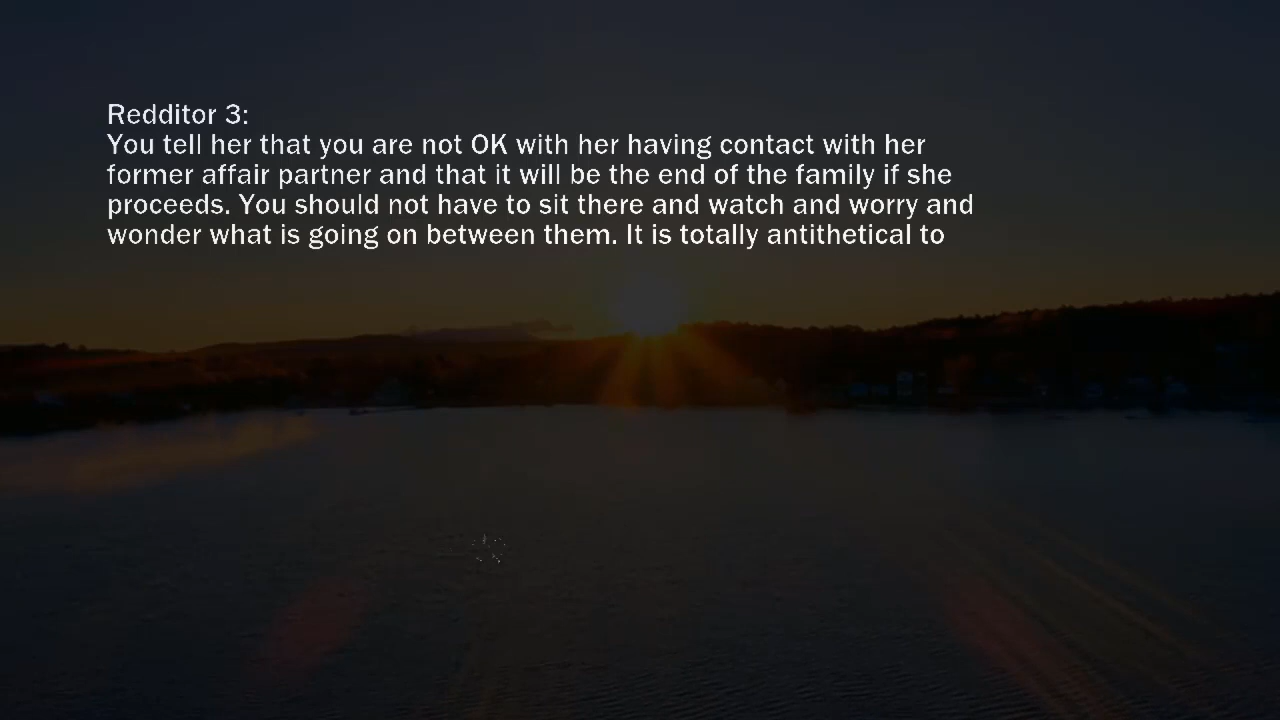 Redditor 3:
You tell her that you are not OK with her having contact with her
former affair partner and that it will be the end of the family if she
proceeds. You should not have to sit there and watch and worry and
wonder what is going on between them. It is totally antithetical to